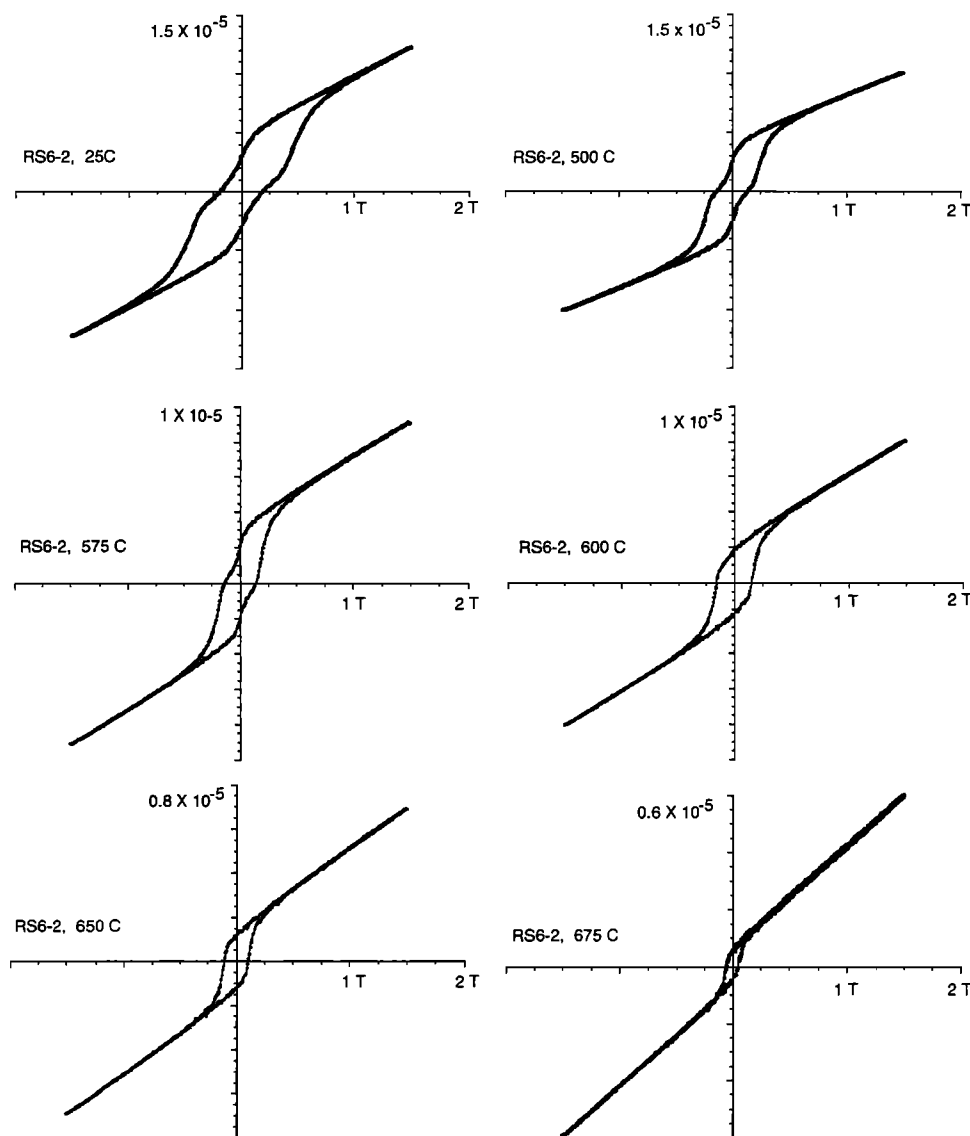 1.5 X 10-5
RS6-2, 25C
1 T 2 T
1.5 x 10-5
RS6-2, 500 C
1 T 2 T
1 X 10-5
RS6-2, 575 C
1 T 2 T
1 X 10-5
RS6-2, 600 C
1 T 2 T
0.8 X 10-5
RS6-2, 650 C
1 T 2 T
0.6 X 10-5
RS6-2, 675 C
1 T 2 T